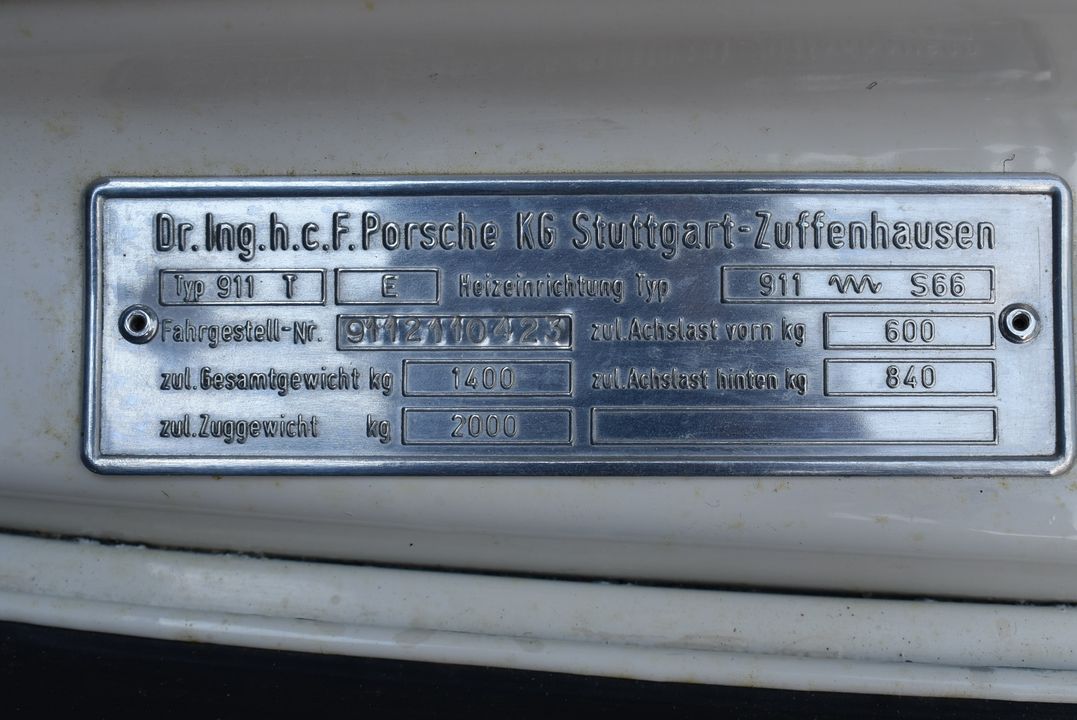 Dr. Ing. h.c. F. Porsche KG Stuttgart-Zuffenhausen
Typ 911 T E Heizeinrichtung Typ 911 S66
Fahrgestell-Nr. 9112110423 zul. Achslast vorn kg 600
zul. Gesamtgewicht kg 1400 zul. Achslast hinten kg 840
zul. Zuggewicht kg 2000